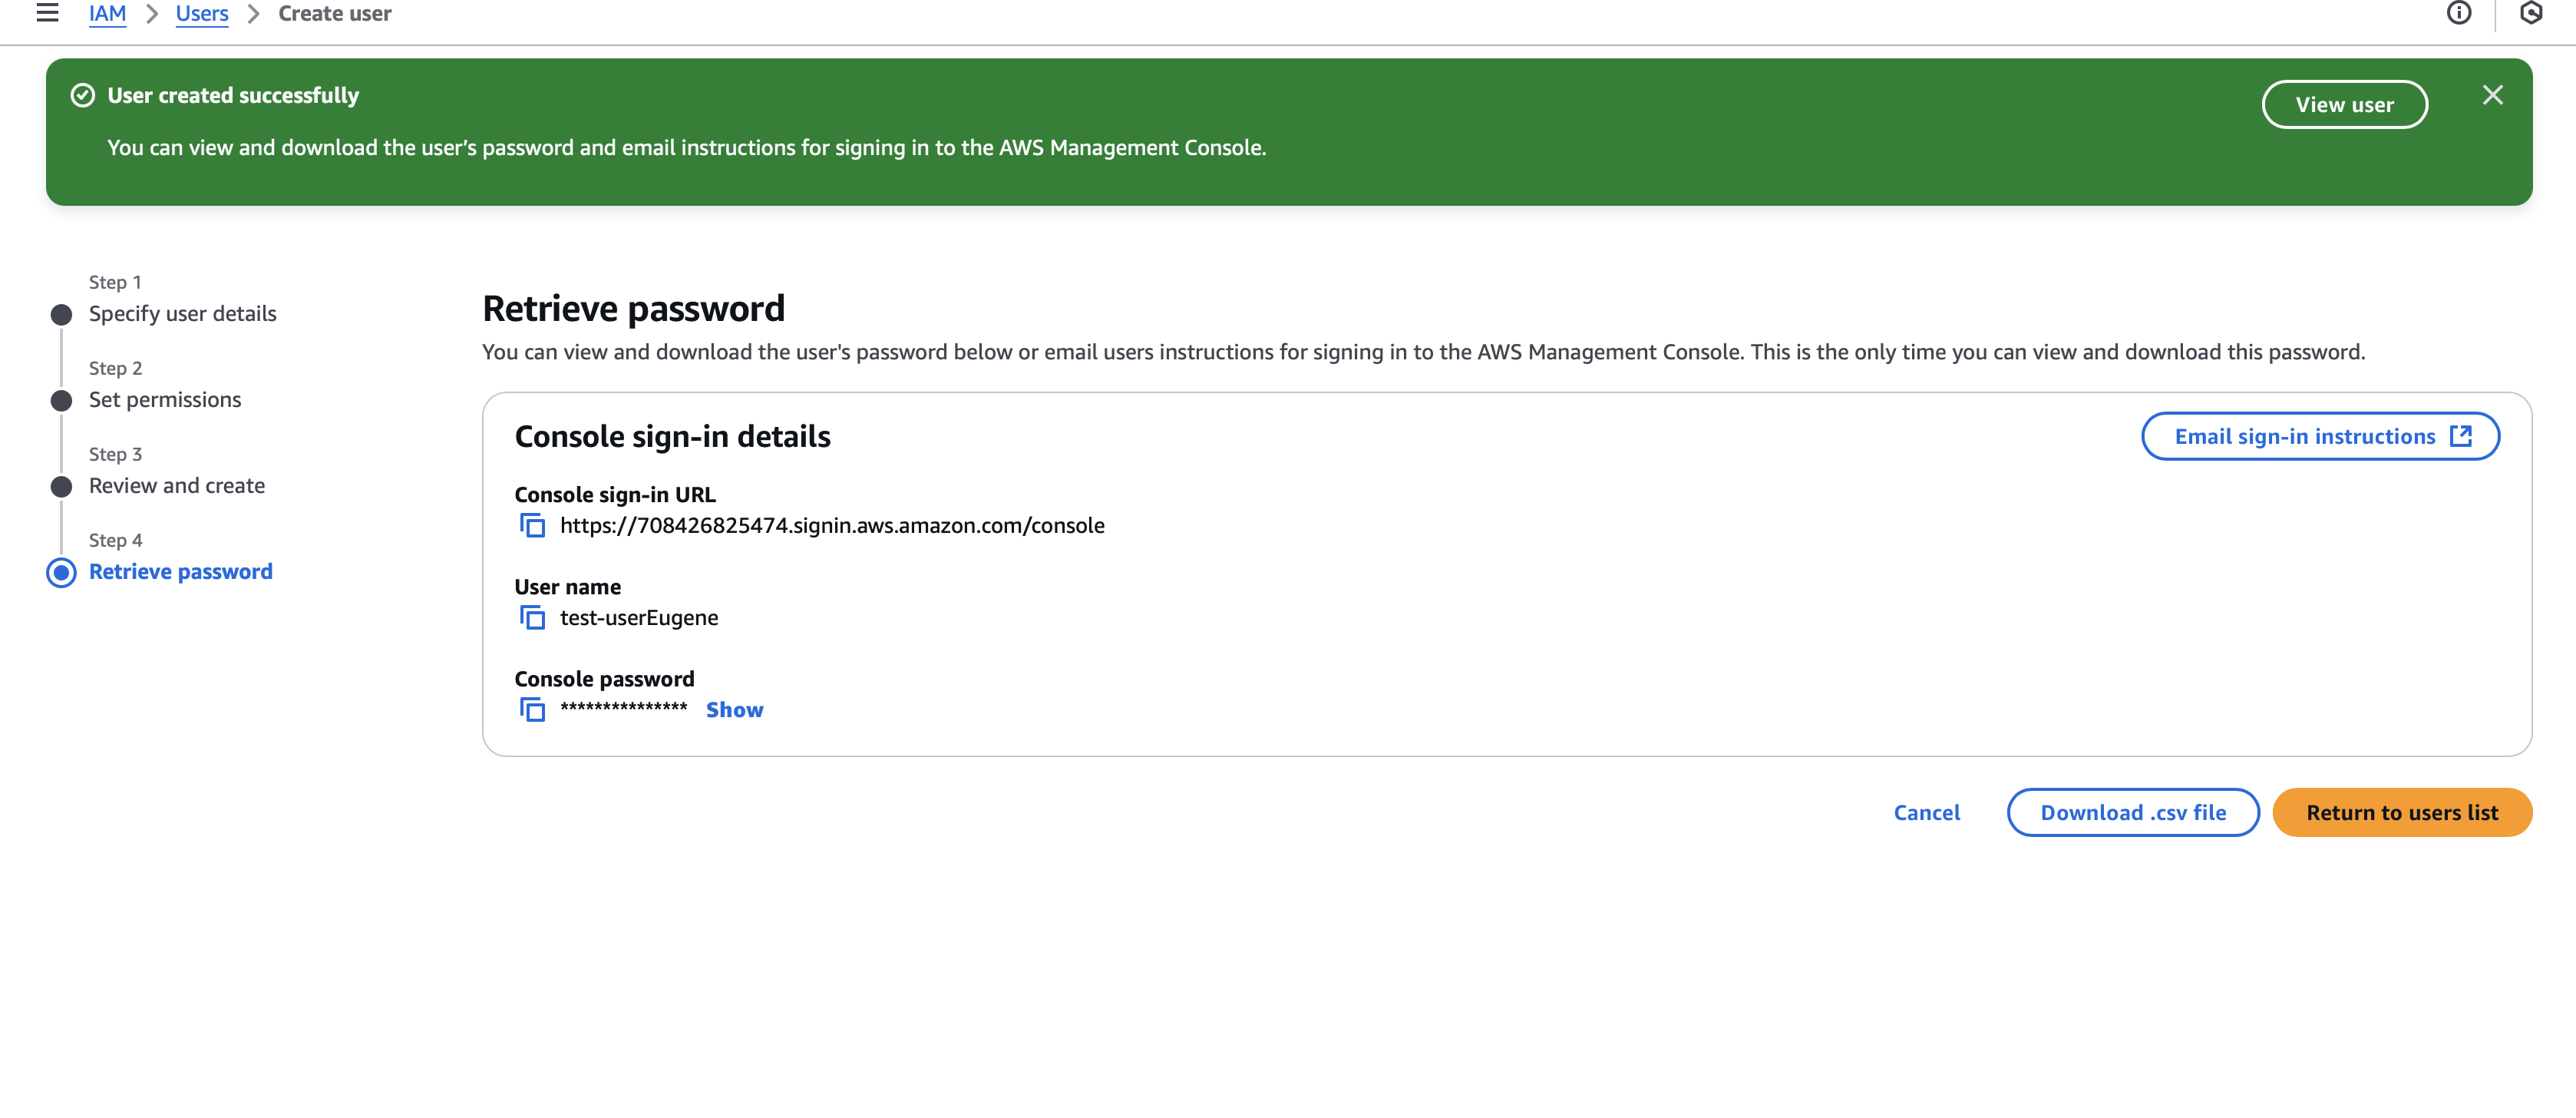 IAM > Users > Create user
User created successfully
View user
You can view and download the user’s password and email instructions for signing in to the AWS Management Console.
Step 1
Specify user details
Step 2
Set permissions
Step 3
Review and create
Step 4
Retrieve password
Retrieve password
You can view and download the user's password below or email users instructions for signing in to the AWS Management Console. This is the only time you can view and download this password.
Console sign-in details
Email sign-in instructions
Console sign-in URL
https://708426825474.signin.aws.amazon.com/console
User name
test-userEugene
Console password
*************** Show
Cancel
Download .csv file
Return to users list